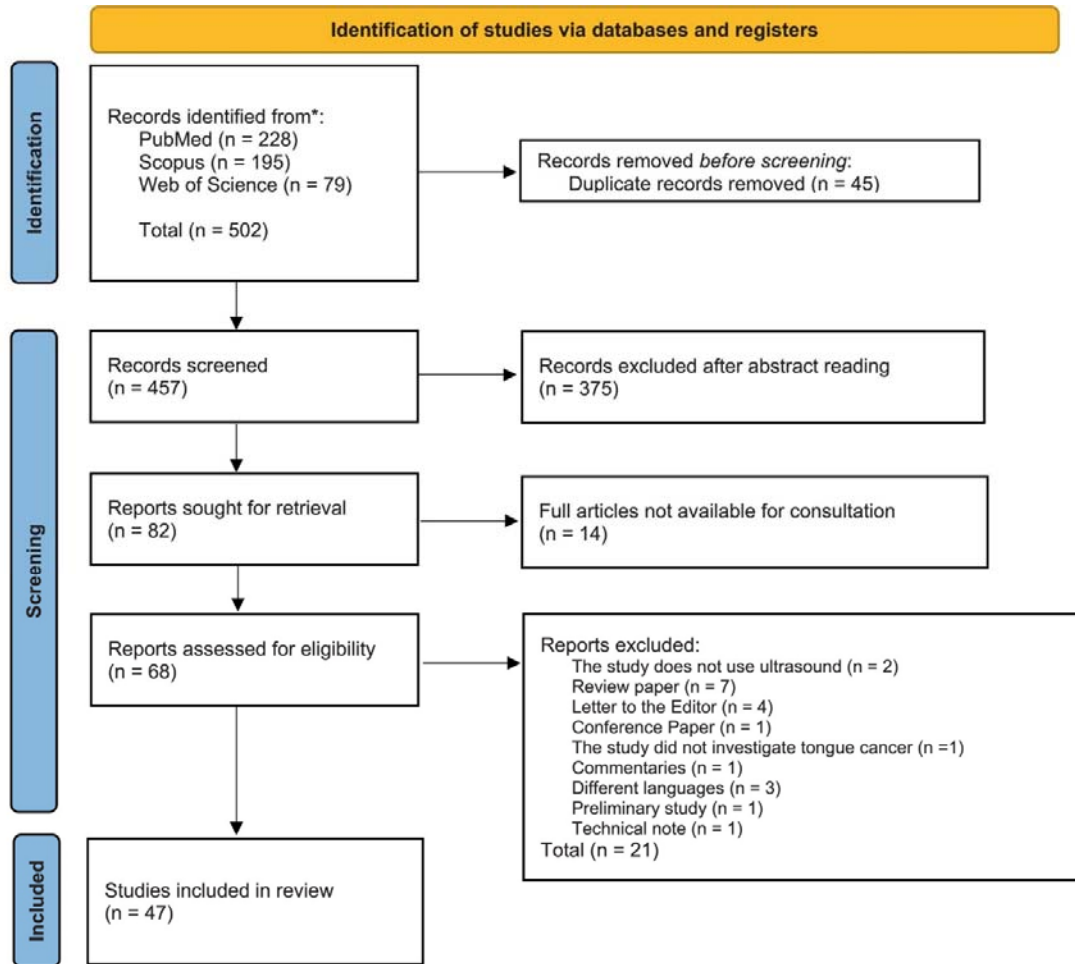 Identification of studies via databases and registers
Identification
Records identified from*:
PubMed (n = 228)
Scopus (n = 195)
Web of Science (n = 79)
Total (n = 502)
Records removed before screening:
Duplicate records removed (n = 45)
Screening
Records screened
(n = 457)
Records excluded after abstract reading
(n = 375)
Reports sought for retrieval
(n = 82)
Full articles not available for consultation
(n = 14)
Reports assessed for eligibility
(n = 68)
Reports excluded:
The study does not use ultrasound (n = 2)
Review paper (n = 7)
Letter to the Editor (n = 4)
Conference Paper (n = 1)
The study did not investigate tongue cancer (n =1)
Commentaries (n = 1)
Different languages (n = 3)
Preliminary study (n = 1)
Technical note (n = 1)
Total (n = 21)
Included
Studies included in review
(n = 47)